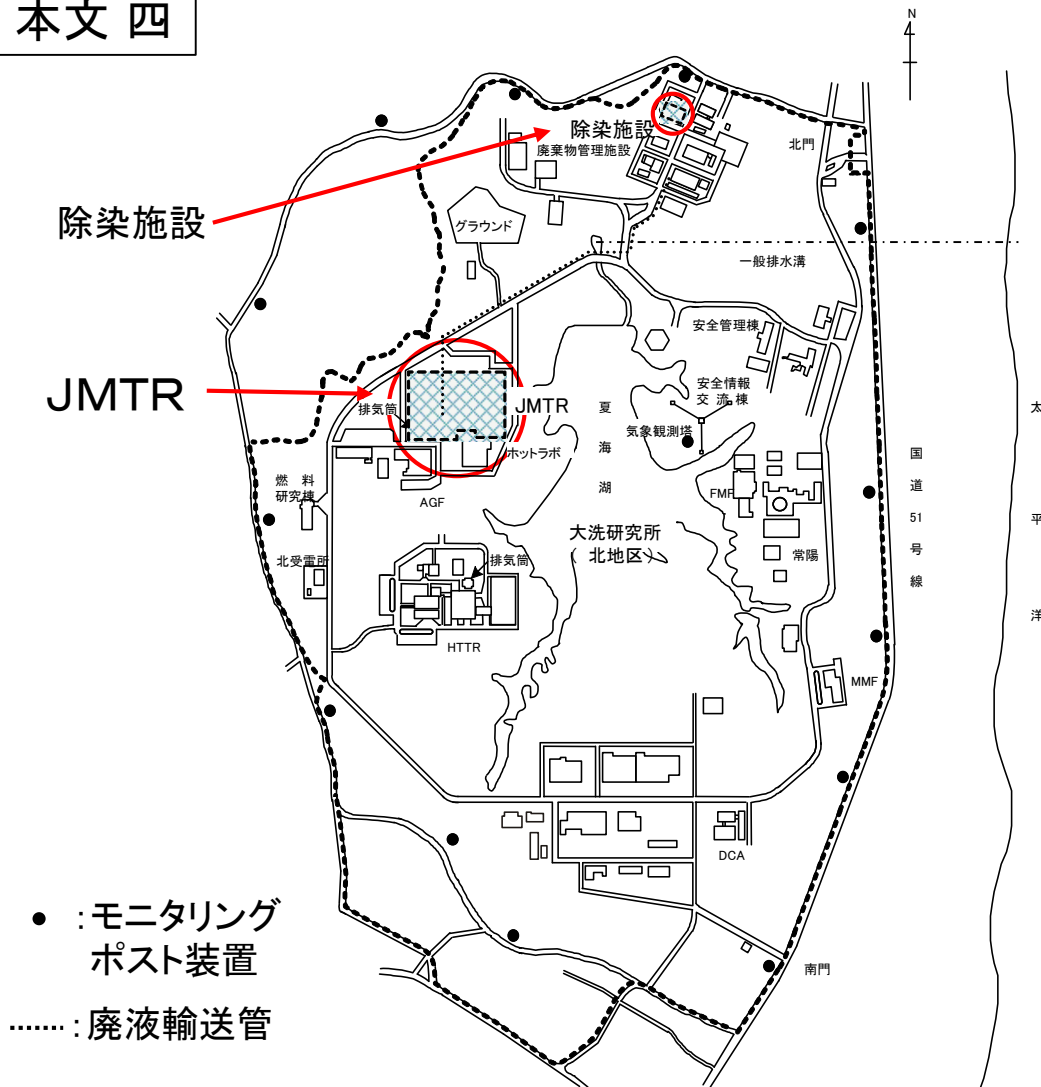 本文 四
N
除染施設
廃棄物管理施設
北門
除染施設
グラウンド
一般排水溝
安全管理棟
JMTR
排気筒
JMTR
安全情報
交 流 棟
気象観測塔
夏海湖
太平洋
国道51号線
ホットラボ
燃 料
研究棟
AGF
FMF
大洗研究所
( 北地区 )
常陽
北受電所
排気筒
HTTR
MMF
DCA
● :モニタリング
ポスト装置
南門
........:廃液輸送管